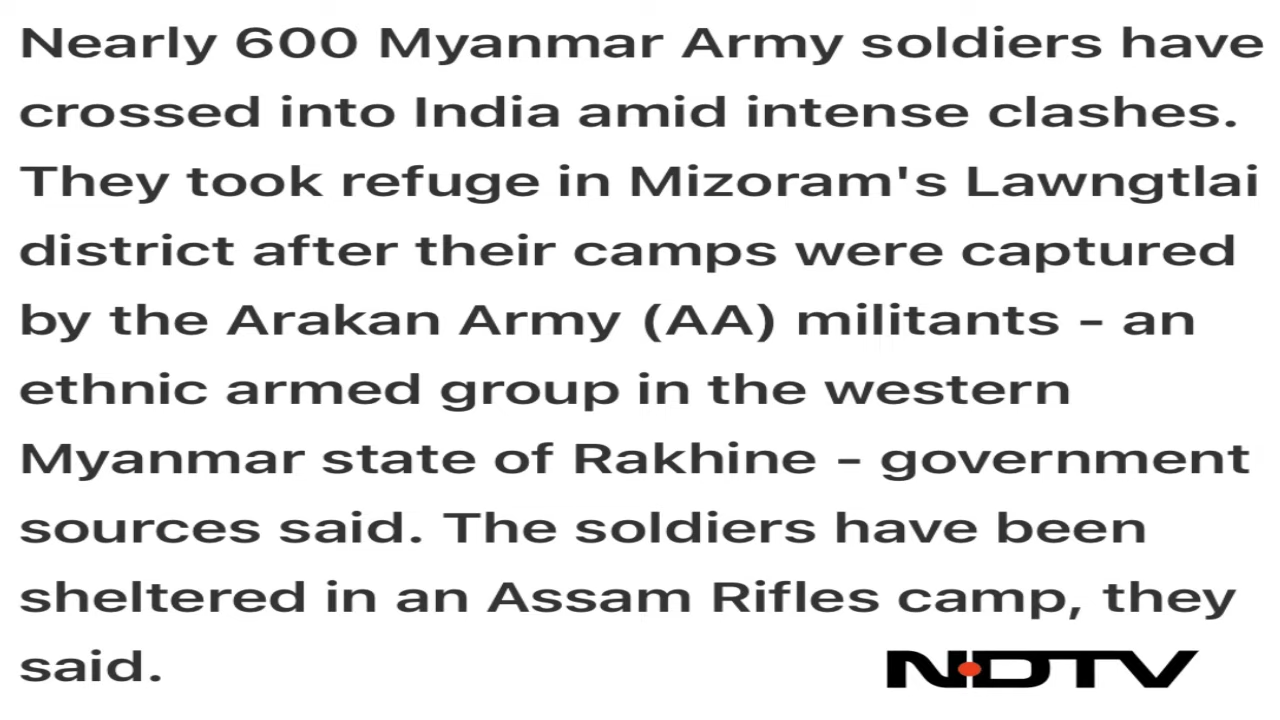 Nearly 600 Myanmar Army soldiers have
crossed into India amid intense clashes.
They took refuge in Mizoram's Lawngtlai
district after their camps were captured
by the Arakan Army (AA) militants – an
ethnic armed group in the western
Myanmar state of Rakhine – government
sources said. The soldiers have been
sheltered in an Assam Rifles camp, they
said.
NDTV